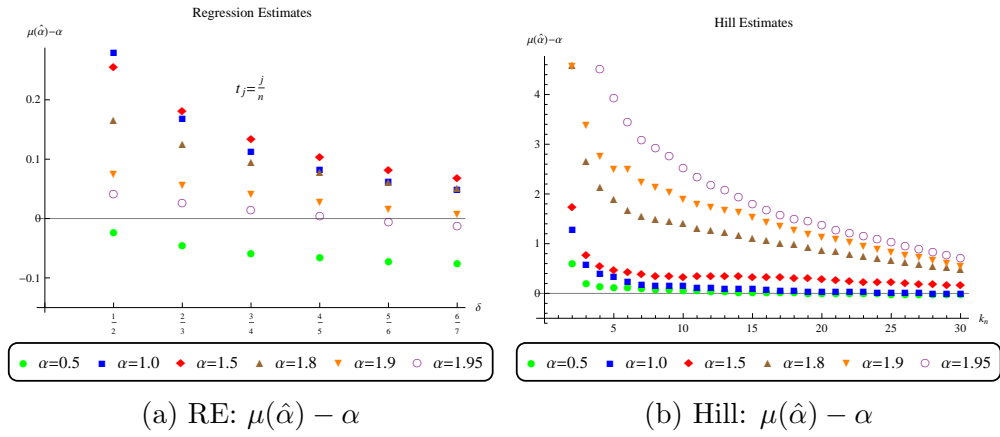 Regression Estimates
μ(α̂)−α
0.2
0.1
0
−0.1
t_j=j/n
1/2 2/3 3/4 4/5 5/6 6/7
δ
α=0.5 α=1.0 α=1.5 α=1.8 α=1.9 α=1.95
(a) RE: μ(α̂) − α
Hill Estimates
μ(α̂)−α
4
3
2
1
0
5 10 15 20 25 30
k_n
α=0.5 α=1.0 α=1.5 α=1.8 α=1.9 α=1.95
(b) Hill: μ(α̂) − α